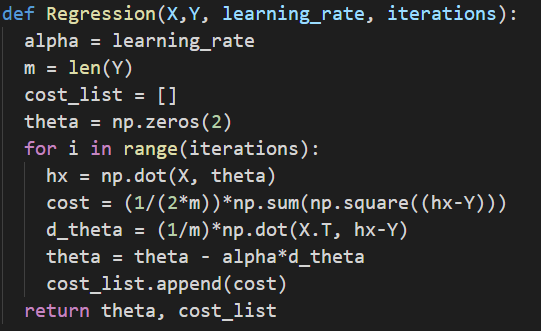 def Regression(X,Y, learning_rate, iterations):
  alpha = learning_rate
  m = len(Y)
  cost_list = []
  theta = np.zeros(2)
  for i in range(iterations):
    hx = np.dot(X, theta)
    cost = (1/(2*m))*np.sum(np.square((hx-Y)))
    d_theta = (1/m)*np.dot(X.T, hx-Y)
    theta = theta - alpha*d_theta
    cost_list.append(cost)
  return theta, cost_list